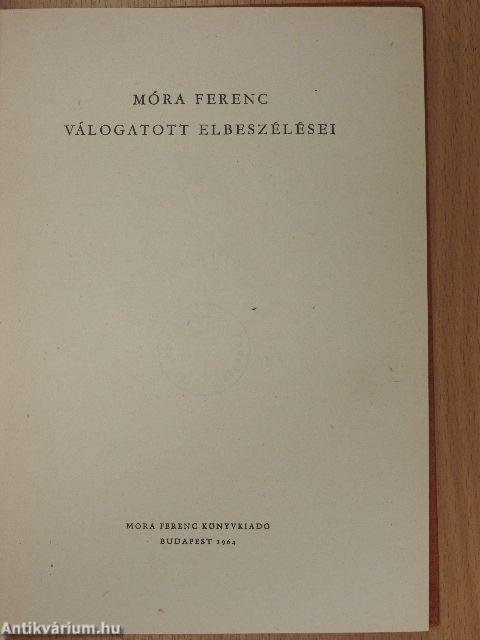 MÓRA FERENC
VÁLOGATOTT ELBESZÉLÉSEI
MÓRA FERENC KÖNYVKIADÓ
BUDAPEST 1964
Antikvárium.hu